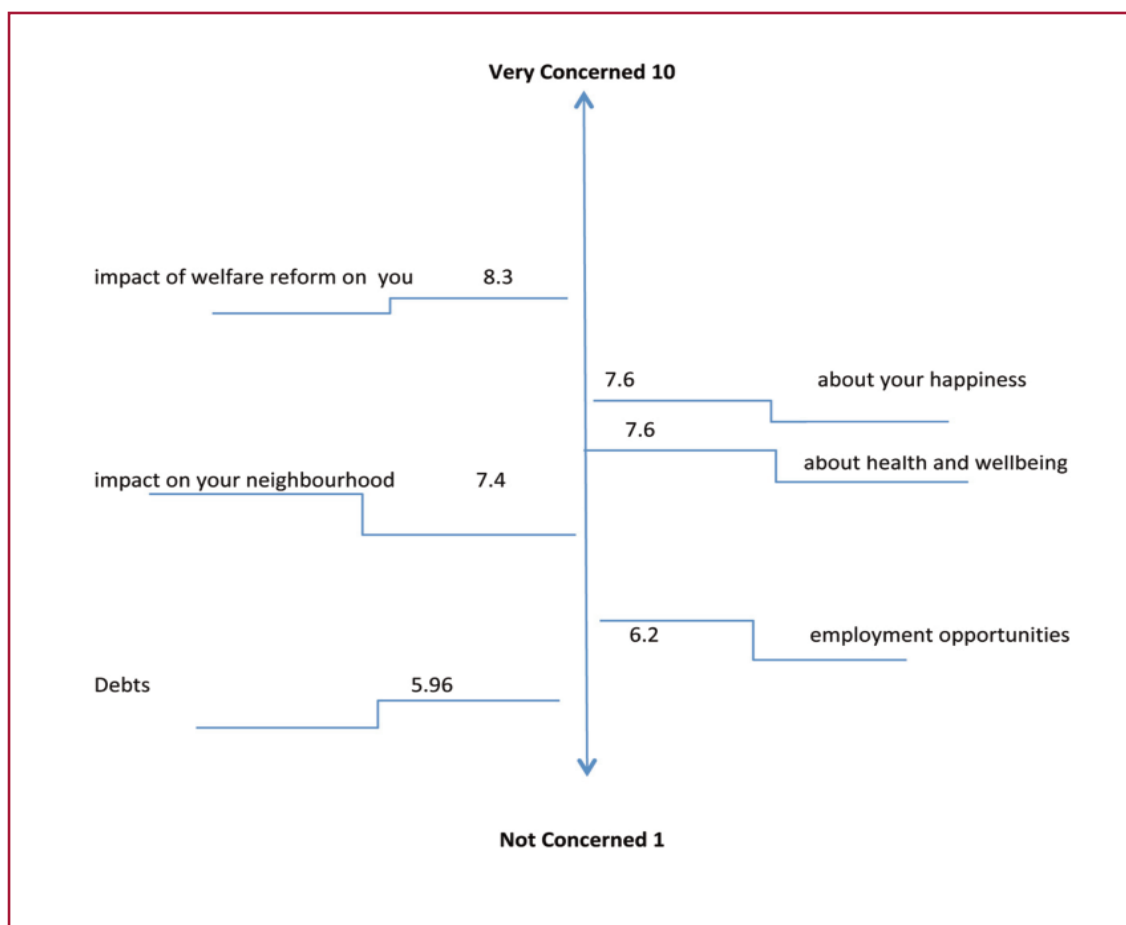 Very Concerned 10
impact of welfare reform on you 8.3
7.6 about your happiness
7.6
about health and wellbeing
impact on your neighbourhood 7.4
6.2 employment opportunities
Debts 5.96
Not Concerned 1